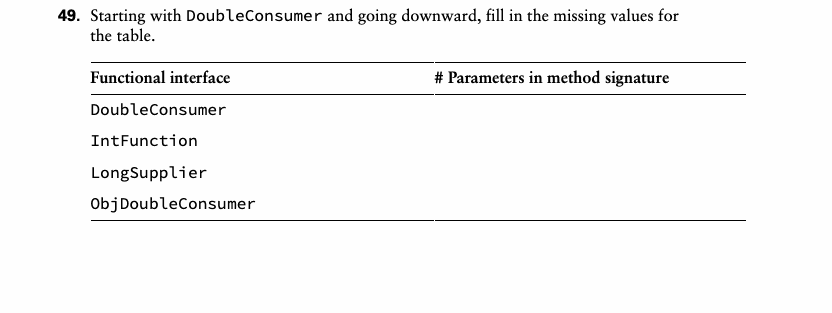 49. Starting with DoubleConsumer and going downward, fill in the missing values for
the table.
Functional interface # Parameters in method signature
DoubleConsumer
IntFunction
LongSupplier
ObjDoubleConsumer